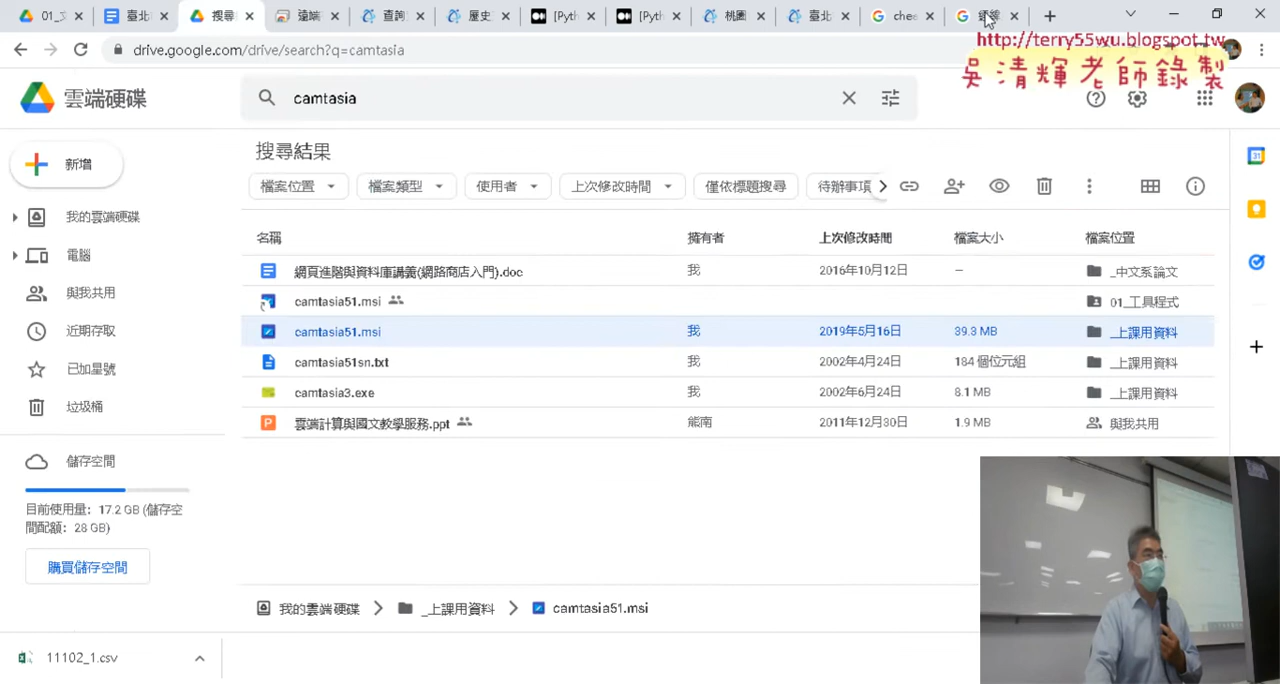 01_文
臺北
搜尋
遠端
查詢
歷史
[Pyth
[Pyth
桃園
臺北
chee
drive.google.com/drive/search?q=camtasia
http://terry55wu.blogspot.tw
吳清輝老師錄製
雲端硬碟
camtasia
新增
搜尋結果
檔案位置
檔案類型
使用者
上次修改時間
僅依標題搜尋
待辦事項
我的雲端硬碟
電腦
與我共用
近期存取
已加星號
垃圾桶
儲存空間
目前使用量：17.2 GB (儲存空
間配額：28 GB)
購買儲存空間
名稱 擁有者 上次修改時間 檔案大小 檔案位置
網頁進階與資料庫講義(網路商店入門).doc 我 2016年10月12日 – _中文系論文
camtasia51.msi 01_工具程式
camtasia51.msi 我 2019年5月16日 39.3 MB _上課用資料
camtasia51sn.txt 我 2002年4月24日 184 個位元組 _上課用資料
camtasia3.exe 我 2002年6月24日 8.1 MB _上課用資料
雲端計算與國文教學服務.ppt 能南 2011年12月30日 1.9 MB 與我共用
31
我的雲端硬碟 > _上課用資料 > camtasia51.msi
11102_1.csv